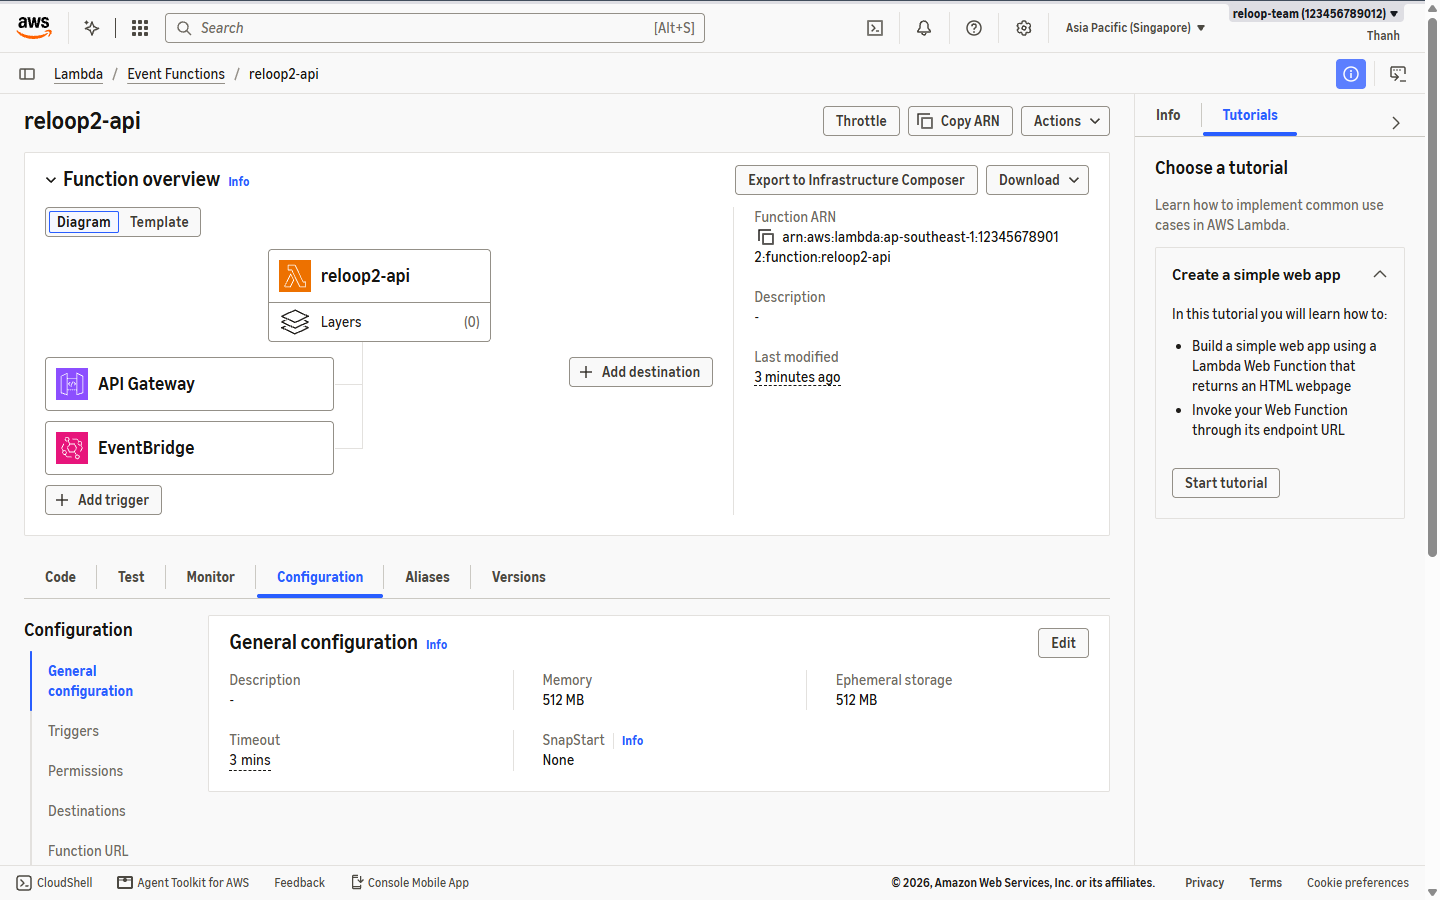 aws
Search
[Alt+S]
Asia Pacific (Singapore)
reloop-team (123456789012)
Thanh
Lambda / Event Functions / reloop2-api
reloop2-api
Throttle
Copy ARN
Actions
Function overview
Info
Export to Infrastructure Composer
Download
Diagram
Template
reloop2-api
Layers
(0)
API Gateway
EventBridge
+ Add trigger
+ Add destination
Function ARN
arn:aws:lambda:ap-southeast-1:12345678901
2:function:reloop2-api
Description
-
Last modified
3 minutes ago
Code
Test
Monitor
Configuration
Aliases
Versions
Configuration
General
configuration
Triggers
Permissions
Destinations
Function URL
General configuration
Info
Edit
Description
-
Memory
512 MB
Ephemeral storage
512 MB
Timeout
3 mins
SnapStart
Info
None
Info
Tutorials
Choose a tutorial
Learn how to implement common use
cases in AWS Lambda.
Create a simple web app
In this tutorial you will learn how to:
• Build a simple web app using a
Lambda Web Function that
returns an HTML webpage
• Invoke your Web Function
through its endpoint URL
Start tutorial
CloudShell
Agent Toolkit for AWS
Feedback
Console Mobile App
© 2026, Amazon Web Services, Inc. or its affiliates.
Privacy
Terms
Cookie preferences